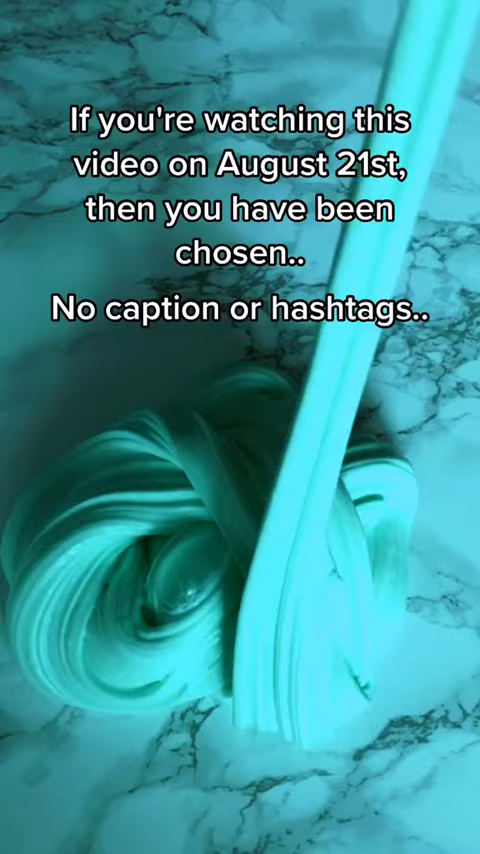 If you're watching this
video on August 21st,
then you have been
chosen..
No caption or hashtags..